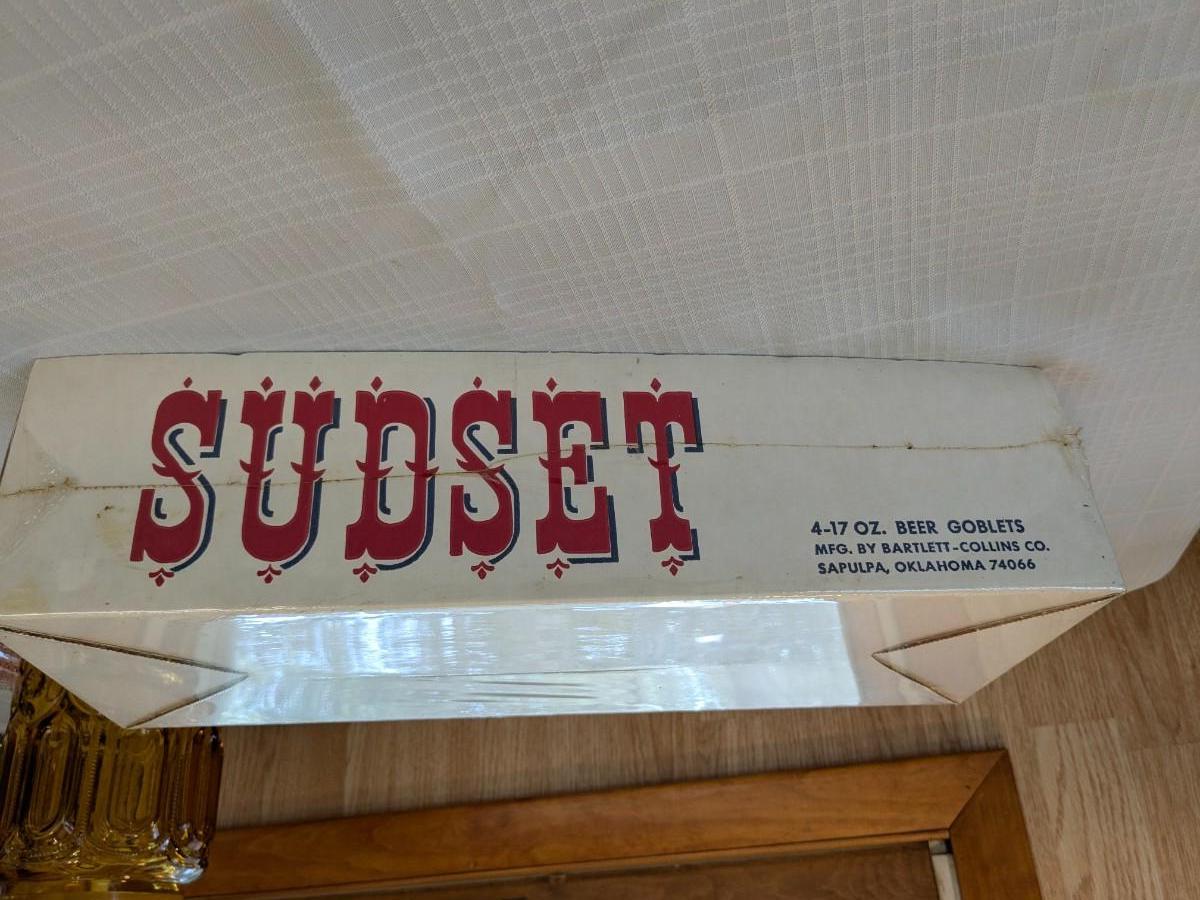 SUDSET
4-17 OZ. BEER GOBLETS
MFG. BY BARTLETT-COLLINS CO.
SAPULPA, OKLAHOMA 74066